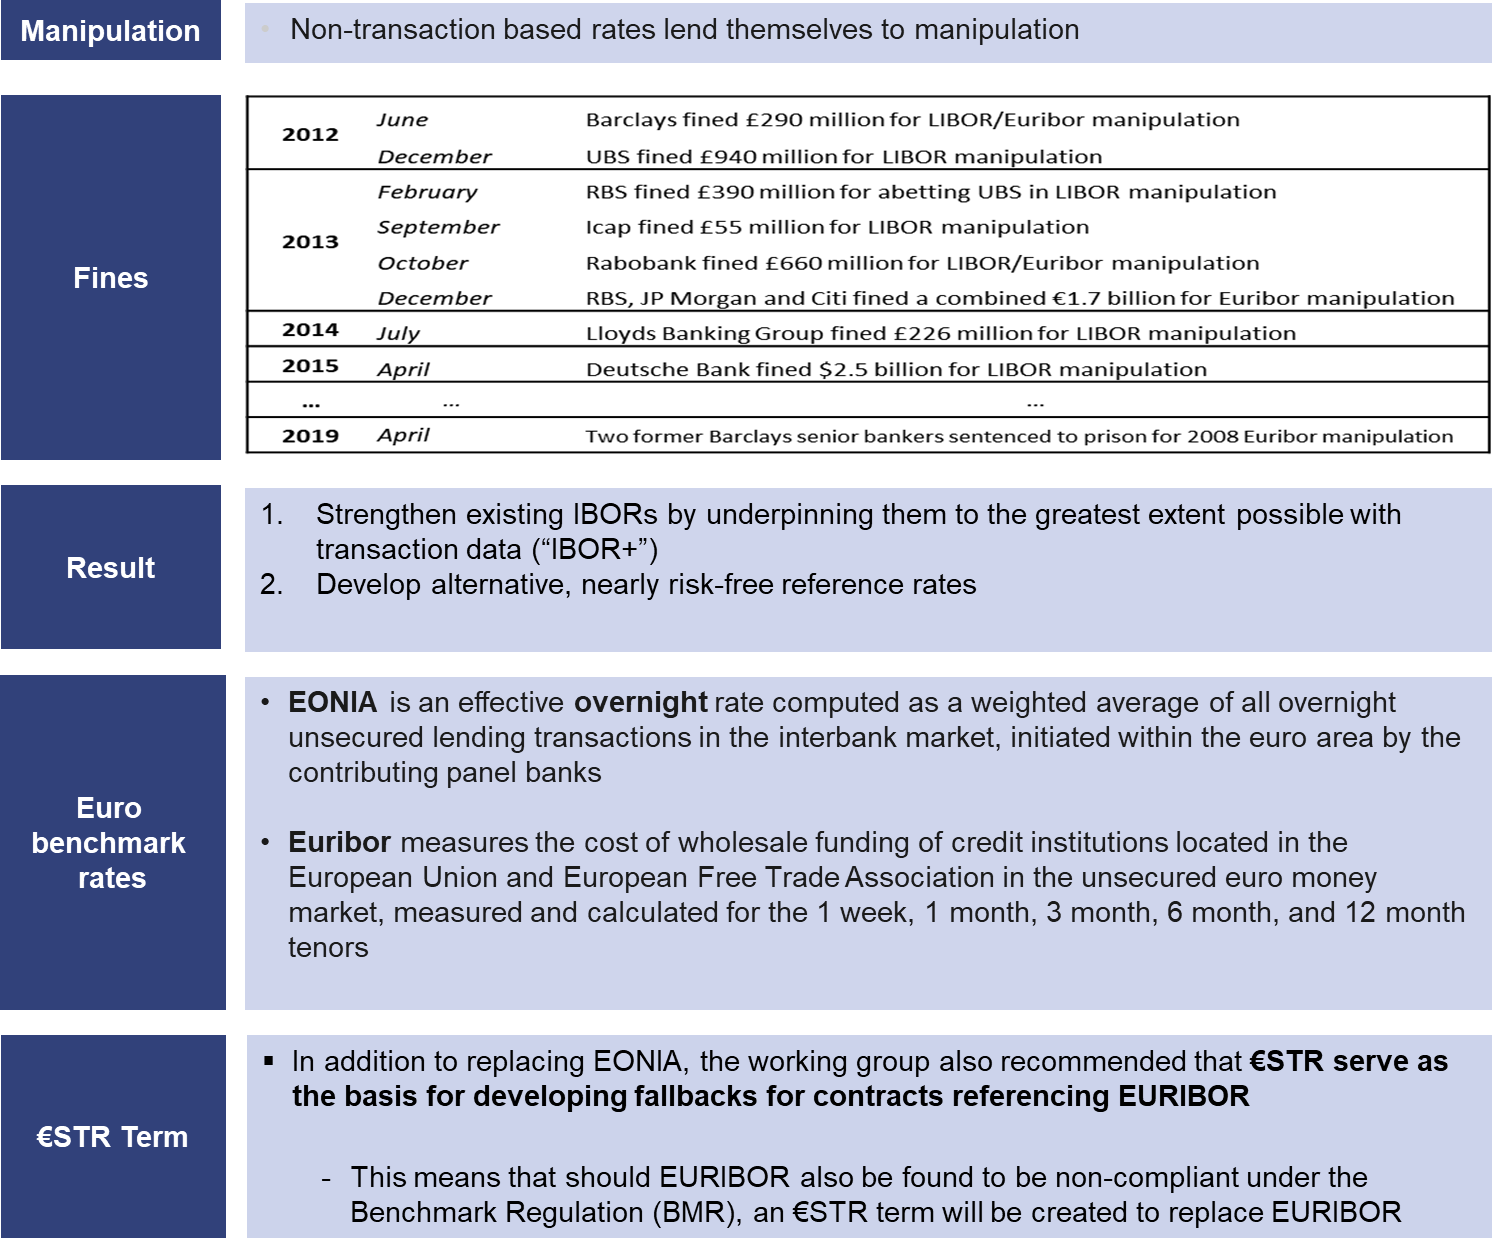 Manipulation
• Non-transaction based rates lend themselves to manipulation
Fines
2012 June Barclays fined £290 million for LIBOR/Euribor manipulation
December UBS fined £940 million for LIBOR manipulation
2013 February RBS fined £390 million for abetting UBS in LIBOR manipulation
September Icap fined £55 million for LIBOR manipulation
October Rabobank fined £660 million for LIBOR/Euribor manipulation
December RBS, JP Morgan and Citi fined a combined €1.7 billion for Euribor manipulation
2014 July Lloyds Banking Group fined £226 million for LIBOR manipulation
2015 April Deutsche Bank fined $2.5 billion for LIBOR manipulation
... ... ...
2019 April Two former Barclays senior bankers sentenced to prison for 2008 Euribor manipulation
Result
1. Strengthen existing IBORs by underpinning them to the greatest extent possible with
transaction data (“IBOR+”)
2. Develop alternative, nearly risk-free reference rates
Euro
benchmark
rates
• EONIA is an effective overnight rate computed as a weighted average of all overnight
unsecured lending transactions in the interbank market, initiated within the euro area by the
contributing panel banks
• Euribor measures the cost of wholesale funding of credit institutions located in the
European Union and European Free Trade Association in the unsecured euro money
market, measured and calculated for the 1 week, 1 month, 3 month, 6 month, and 12 month
tenors
€STR Term
▪ In addition to replacing EONIA, the working group also recommended that €STR serve as
the basis for developing fallbacks for contracts referencing EURIBOR
- This means that should EURIBOR also be found to be non-compliant under the
Benchmark Regulation (BMR), an €STR term will be created to replace EURIBOR